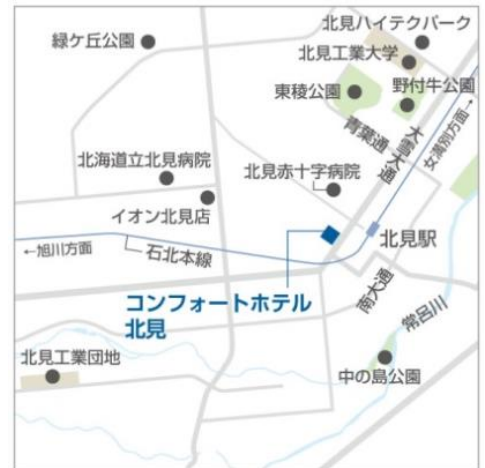 北見ハイテクパーク
緑ケ丘公園
北見工業大学
東稜公園
野付牛公園
青葉通
大雪大通
女満別方面→
北海道立北見病院
北見赤十字病院
イオン北見店
北見駅
←旭川方面
石北本線
コンフォートホテル
北見
南大通
常呂川
北見工業団地
中の島公園